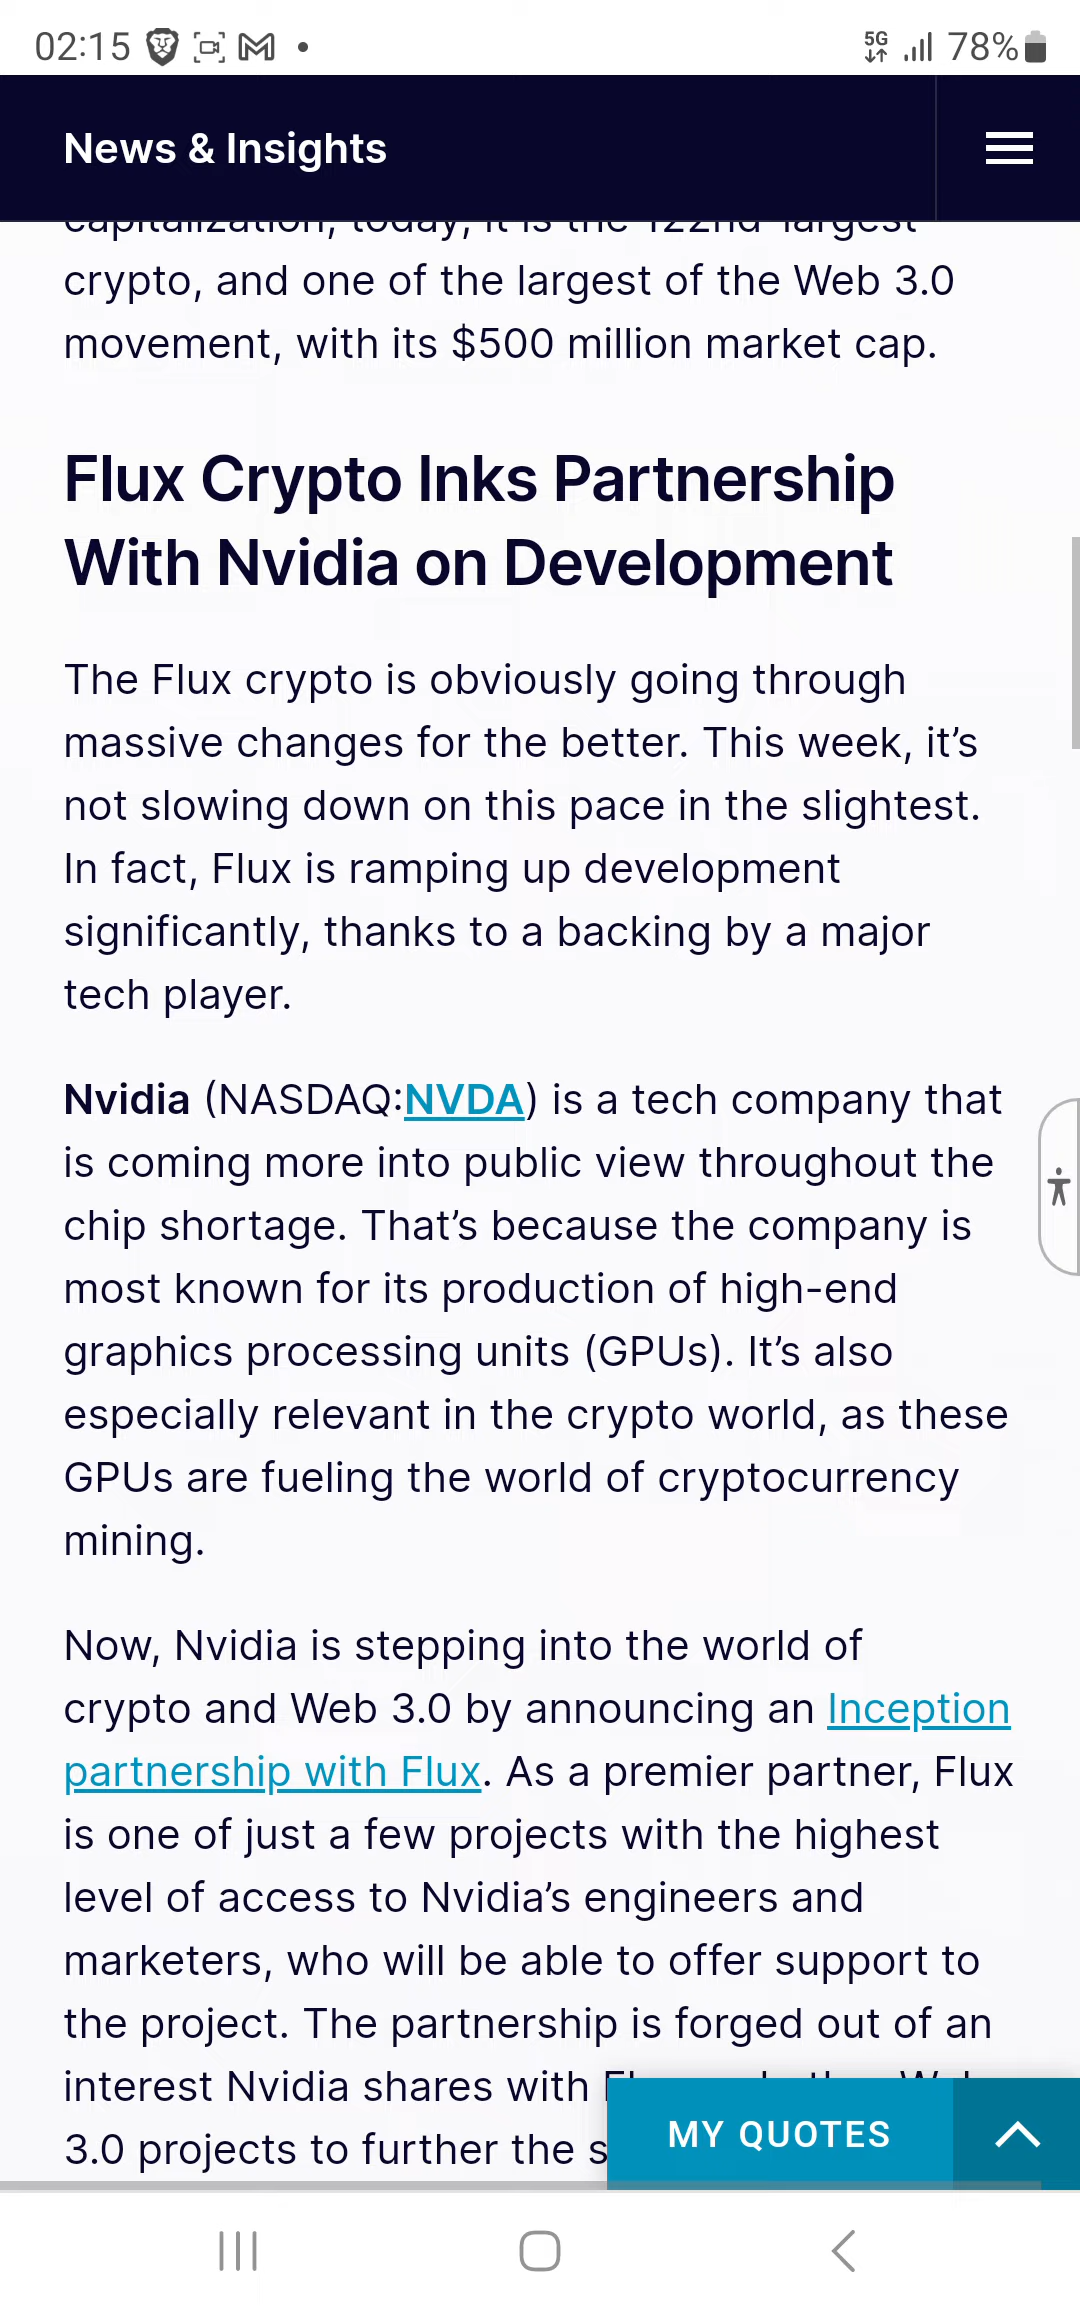 02:15
5G 78%
News & Insights
capitalization, today, it is the 122nd-largest
crypto, and one of the largest of the Web 3.0
movement, with its $500 million market cap.
Flux Crypto Inks Partnership
With Nvidia on Development
The Flux crypto is obviously going through
massive changes for the better. This week, it’s
not slowing down on this pace in the slightest.
In fact, Flux is ramping up development
significantly, thanks to a backing by a major
tech player.
Nvidia (NASDAQ:NVDA) is a tech company that
is coming more into public view throughout the
chip shortage. That’s because the company is
most known for its production of high-end
graphics processing units (GPUs). It’s also
especially relevant in the crypto world, as these
GPUs are fueling the world of cryptocurrency
mining.
Now, Nvidia is stepping into the world of
crypto and Web 3.0 by announcing an Inception
partnership with Flux. As a premier partner, Flux
is one of just a few projects with the highest
level of access to Nvidia’s engineers and
marketers, who will be able to offer support to
the project. The partnership is forged out of an
interest Nvidia shares with
3.0 projects to further the
MY QUOTES